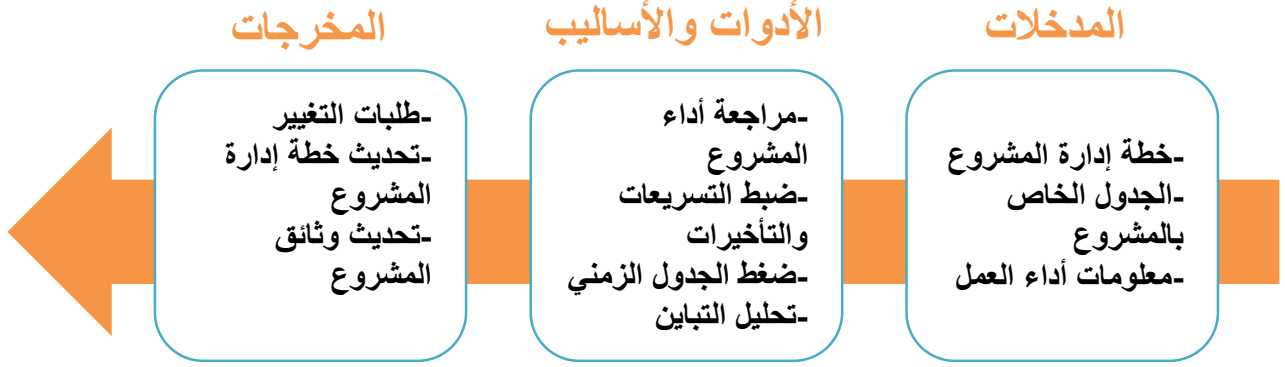 المدخلات
-خطة إدارة المشروع
-الجدول الخاص
بالمشروع
-معلومات أداء العمل
الأدوات والأساليب
-مراجعة أداء
المشروع
-ضبط التسريعات
والتأخيرات
-ضغط الجدول الزمني
-تحليل التباين
المخرجات
-طلبات التغيير
-تحديث خطة إدارة
المشروع
-تحديث وثائق
المشروع